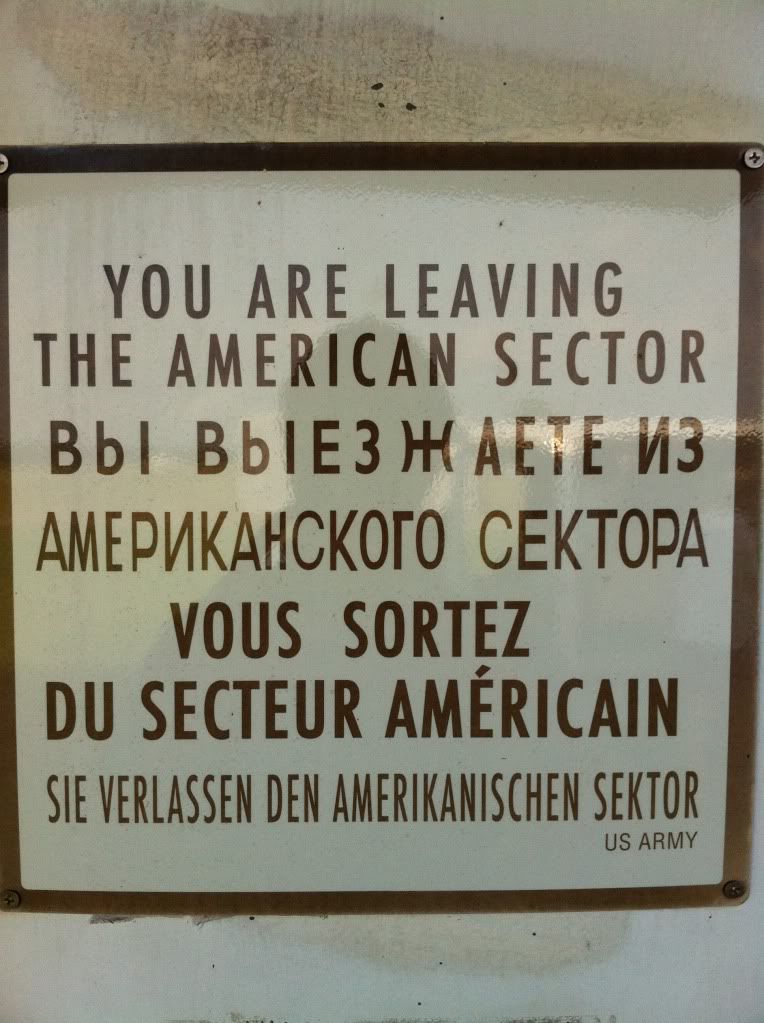 YOU ARE LEAVING
THE AMERICAN SECTOR
ВЫ ВЫЕЗЖАЕТЕ ИЗ
АМЕРИКАНСКОГО СЕКТОРА
VOUS SORTEZ
DU SECTEUR AMÉRICAIN
SIE VERLASSEN DEN AMERIKANISCHEN SEKTOR
US ARMY